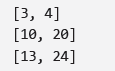 [3, 4]
[10, 20]
[13, 24]